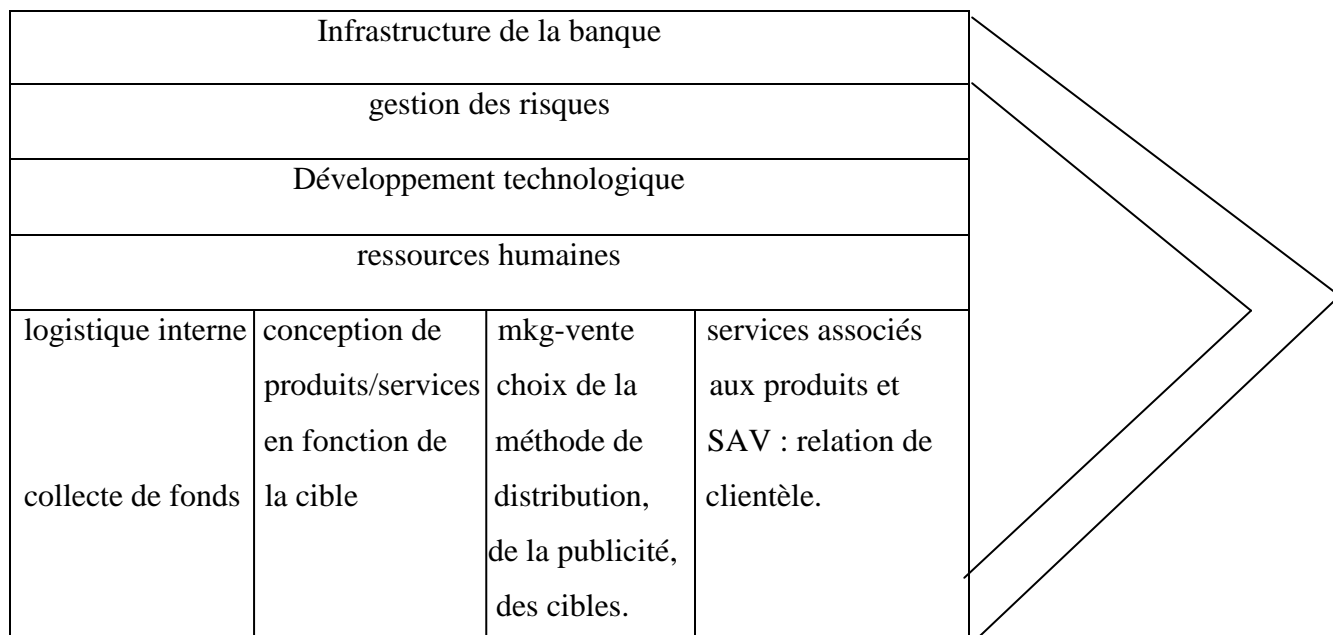 Infrastructure de la banque
gestion des risques
Développement technologique
ressources humaines
logistique interne
collecte de fonds
conception de
produits/services
en fonction de
la cible
mkg-vente
choix de la
méthode de
distribution,
de la publicité,
des cibles.
services associés
aux produits et
SAV : relation de
clientèle.